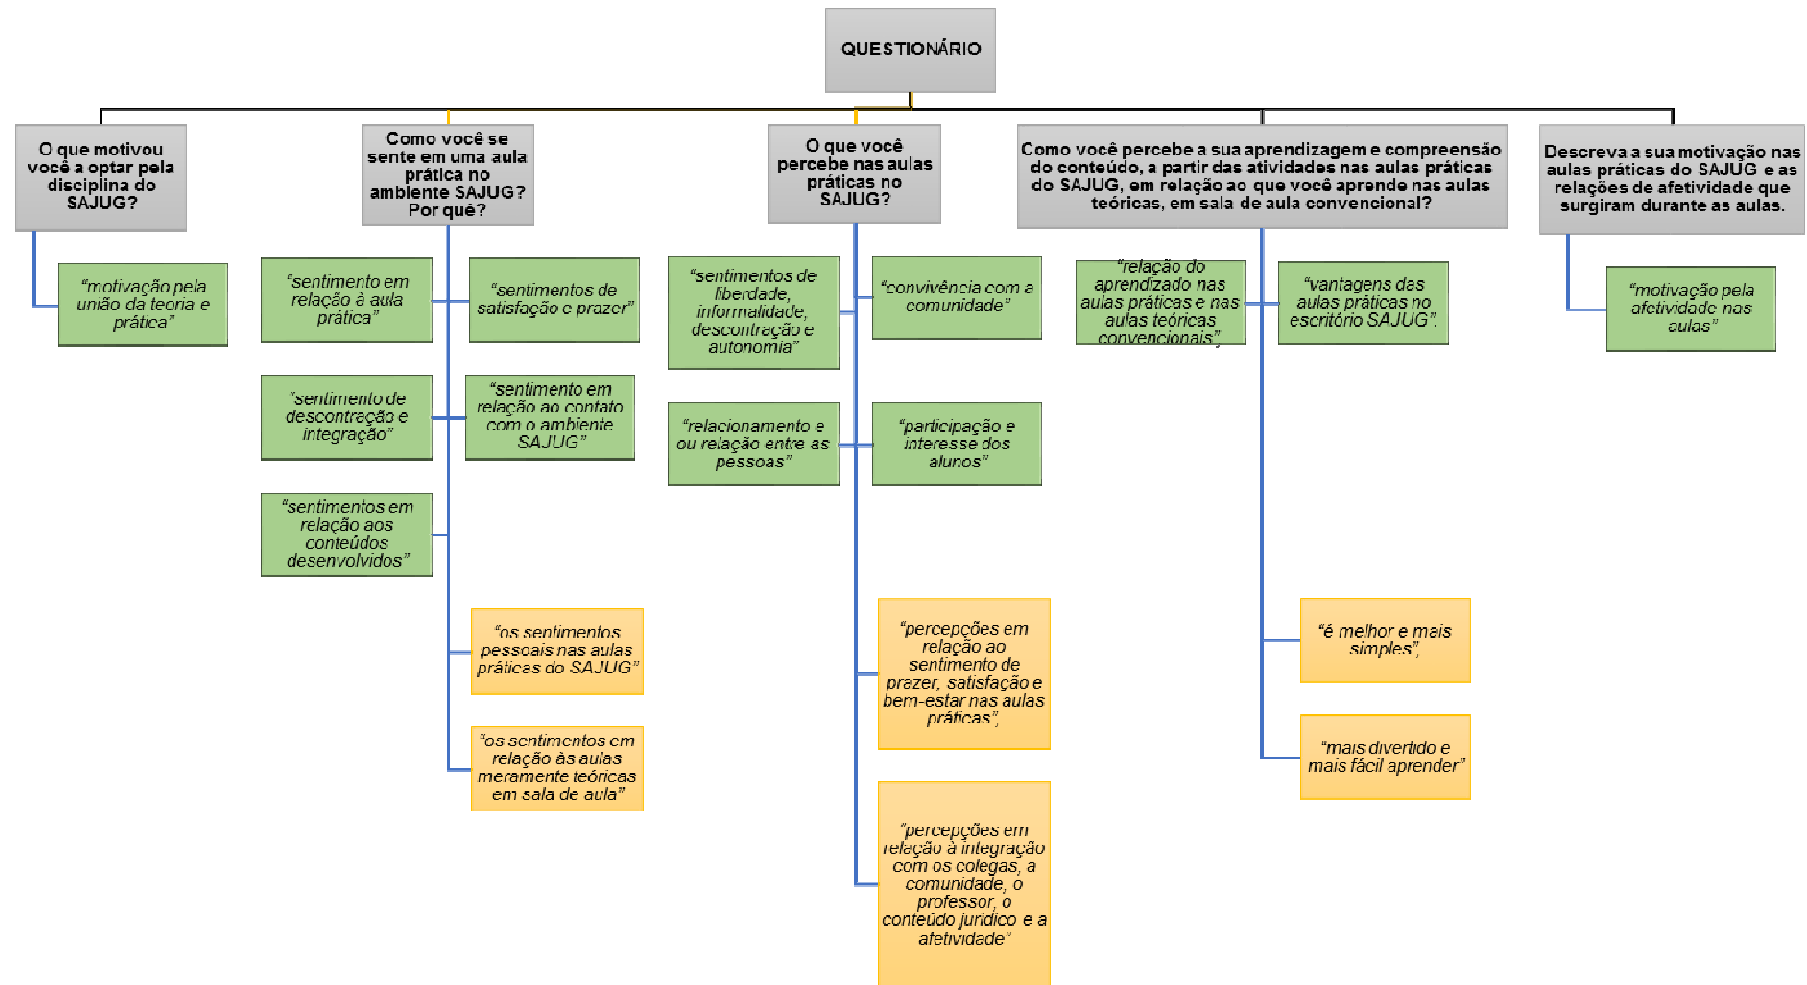 QUESTIONÁRIO
O que motivou
você a optar pela
disciplina do
SAJUG?
Como você se
sente em uma aula
prática no
ambiente SAJUG?
Por quê?
O que você
percebe nas aulas
práticas no
SAJUG?
Como você percebe a sua aprendizagem e compreensão
do conteúdo, a partir das atividades nas aulas práticas
do SAJUG, em relação ao que você aprende nas aulas
teóricas, em sala de aula convencional?
Descreva a sua motivação nas
aulas práticas do SAJUG e as
relações de afetividade que
surgiram durante as aulas.
“motivação pela
união da teoria e
prática”
“sentimento em
relação à aula
prática”
“sentimentos de
satisfação e prazer”
“sentimento de
descontração e
integração”
“sentimento em
relação ao contato
com o ambiente
SAJUG”
“sentimentos em
relação aos
conteúdos
desenvolvidos”
“os sentimentos
pessoais nas aulas
práticas do SAJUG”
“os sentimentos em
relação às aulas
meramente teóricas
em sala de aula”
“sentimentos de
liberdade,
informalidade,
descontração e
autonomia”
“convivência com a
comunidade”
“relacionamento e
ou relação entre as
pessoas”
“participação e
interesse dos
alunos”
“percepções em
relação ao
sentimento de
prazer, satisfação e
bem-estar nas aulas
práticas”,
“percepções em
relação à integração
com os colegas, a
comunidade, o
professor, o
conteúdo jurídico e a
afetividade”
“relação do
aprendizado nas
aulas práticas e nas
aulas teóricas
convencionais”,
“vantagens das
aulas práticas no
escritório SAJUG”.
“é melhor e mais
simples”,
“mais divertido e
mais fácil aprender”
“motivação pela
afetividade nas
aulas”